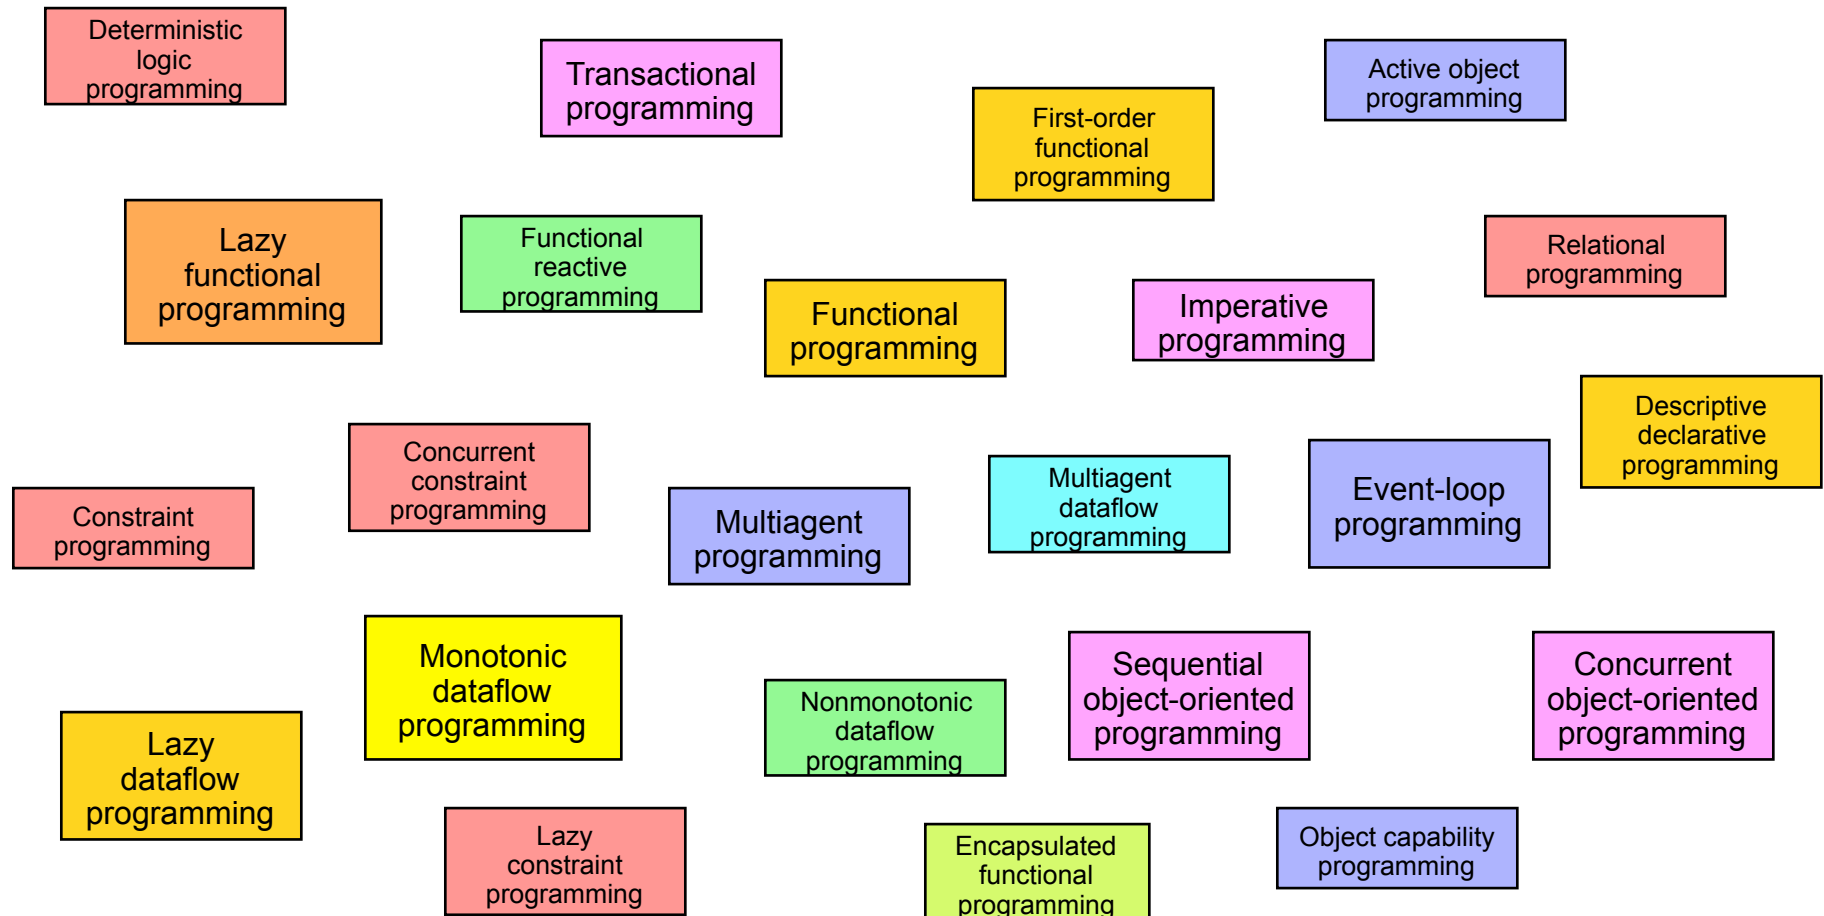 Deterministic
logic
programming
Transactional
programming
Active object
programming
First-order
functional
programming
Lazy
functional
programming
Functional
reactive
programming
Relational
programming
Functional
programming
Imperative
programming
Descriptive
declarative
programming
Concurrent
constraint
programming
Multiagent
dataflow
programming
Event-loop
programming
Constraint
programming
Multiagent
programming
Monotonic
dataflow
programming
Sequential
object-oriented
programming
Concurrent
object-oriented
programming
Nonmonotonic
dataflow
programming
Lazy
dataflow
programming
Lazy
constraint
programming
Encapsulated
functional
programming
Object capability
programming